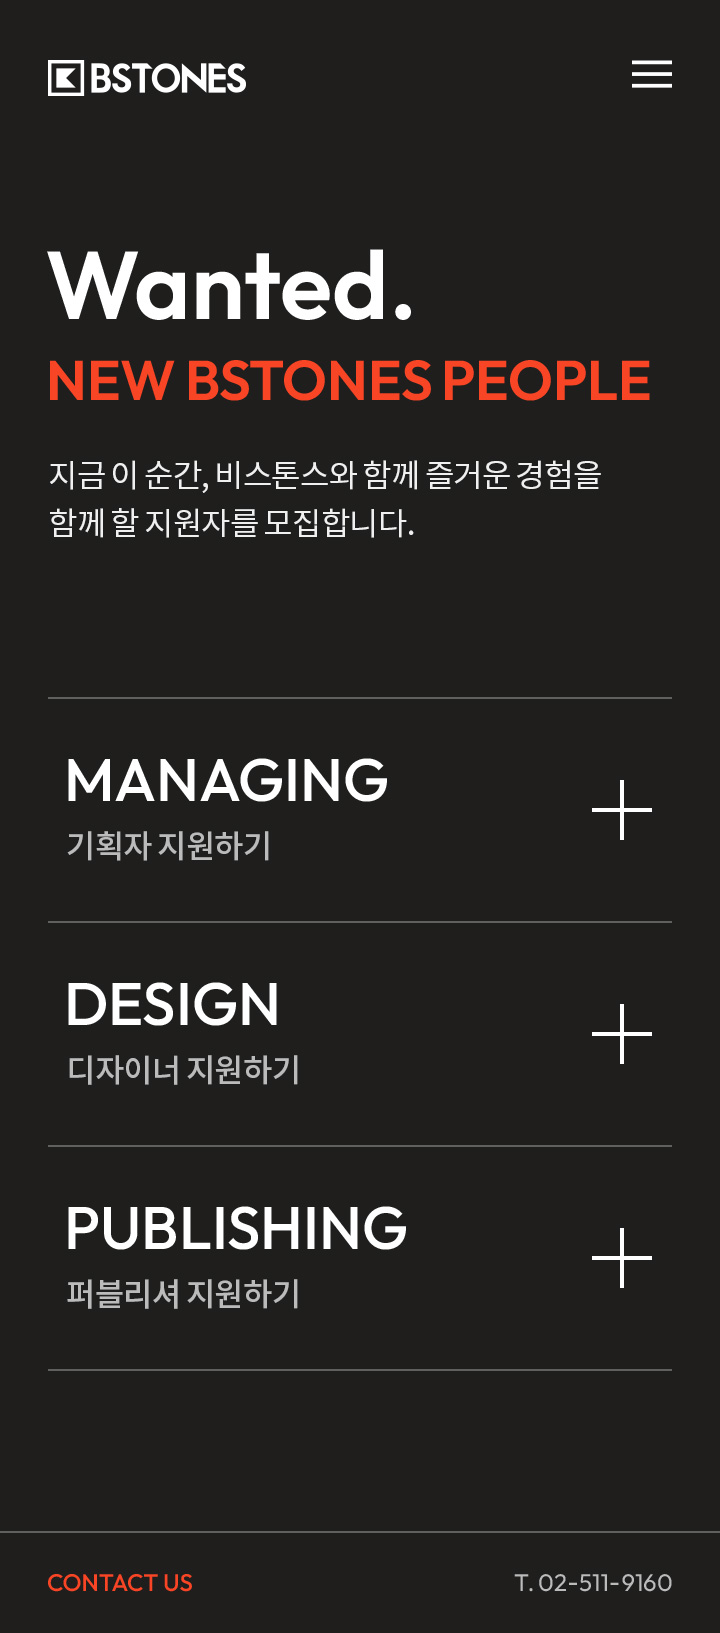 BSTONES
Wanted.
NEW BSTONES PEOPLE
지금 이 순간, 비스톤스와 함께 즐거운 경험을
함께 할 지원자를 모집합니다.
MANAGING
기획자 지원하기
DESIGN
디자이너 지원하기
PUBLISHING
퍼블리셔 지원하기
CONTACT US
T. 02-511-9160